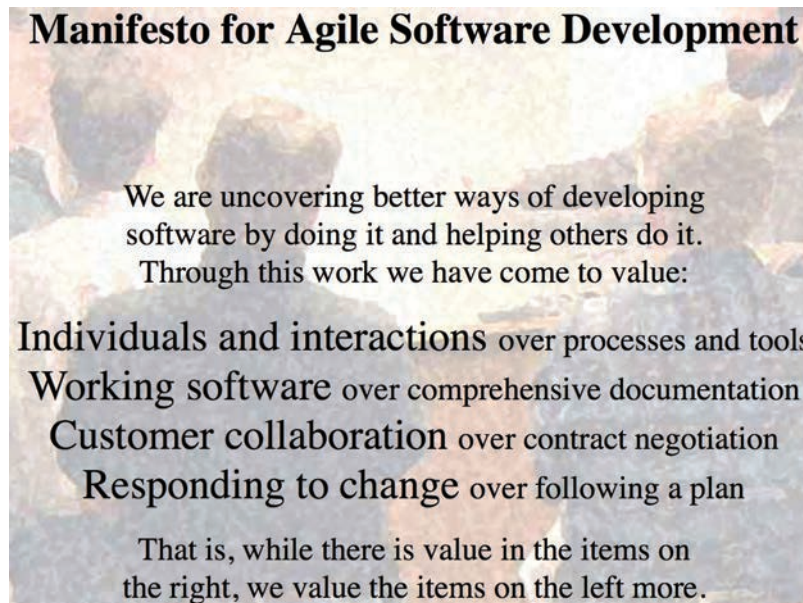 Manifesto for Agile Software Development
We are uncovering better ways of developing
software by doing it and helping others do it.
Through this work we have come to value:
Individuals and interactions over processes and tools
Working software over comprehensive documentation
Customer collaboration over contract negotiation
Responding to change over following a plan
That is, while there is value in the items on
the right, we value the items on the left more.